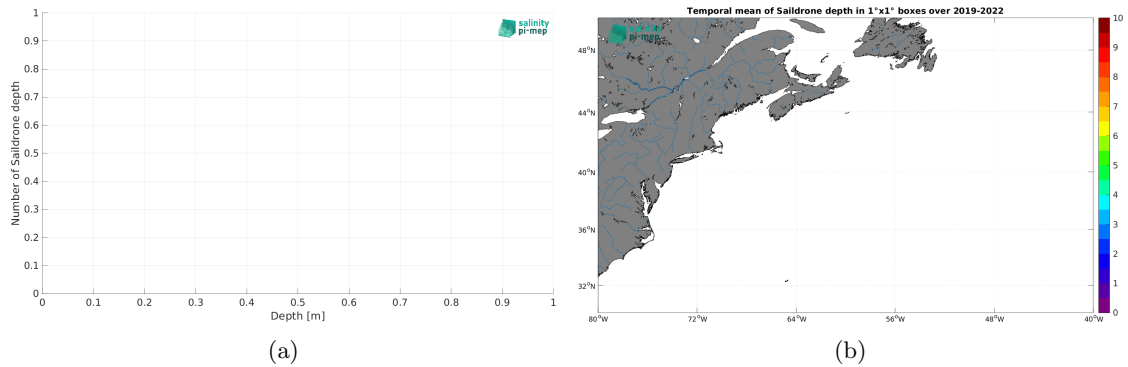 1
0.9
0.8
0.7
0.6
0.5
0.4
0.3
0.2
0.1
0
Number of Saildrone depth
0 0.1 0.2 0.3 0.4 0.5 0.6 0.7 0.8 0.9 1
Depth [m]
salinity
pi-mep
(a)
Temporal mean of Saildrone depth in 1°x1° boxes over 2019-2022
48°N
44°N
40°N
36°N
32°N
80°W 72°W 64°W 56°W 48°W 40°W
salinity
pi-mep
10
9
8
7
6
5
4
3
2
1
0
(b)